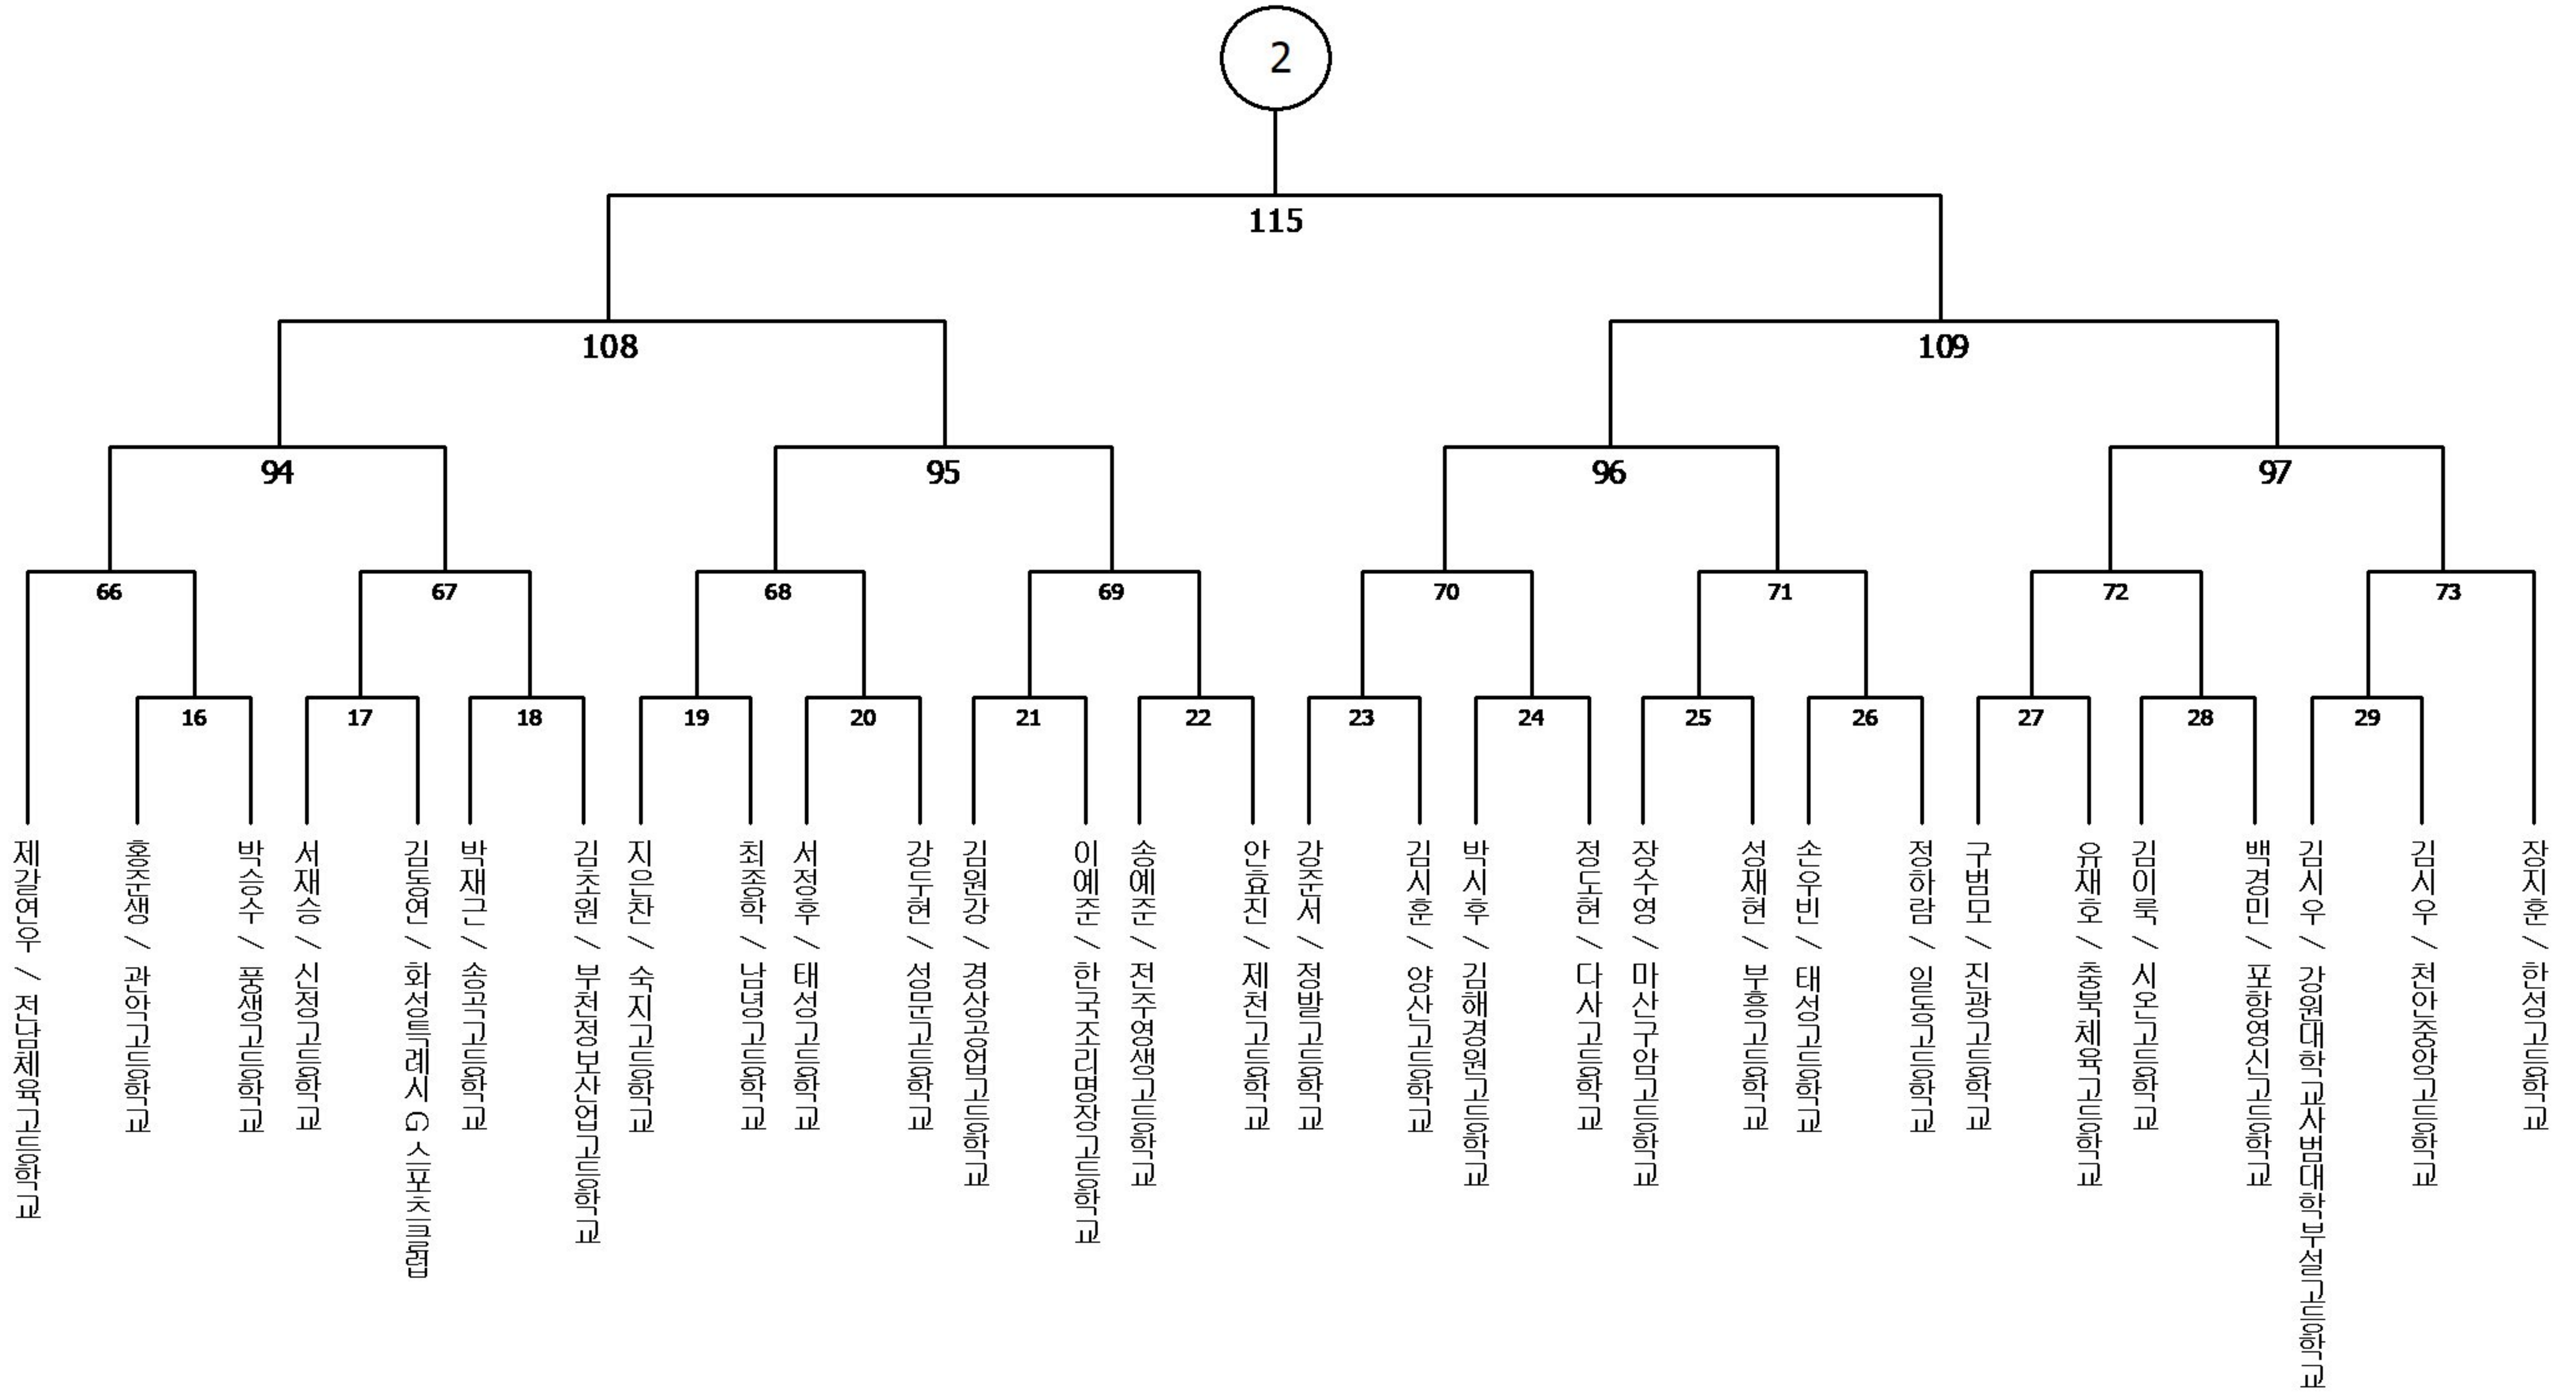 2
115
108
109
94
95
96
97
66
67
68
69
70
71
72
73
16
17
18
19
20
21
22
23
24
25
26
27
28
29
제갈연우 / 전남체육고등학교
홍준생 / 관악고등학교
박승수 / 풍생고등학교
서재승 / 신정고등학교
김동연 / 화성특례시 G스포츠클럽
박재근 / 송곡고등학교
김초원 / 부천정보산업고등학교
지은찬 / 숙지고등학교
최종학 / 남녕고등학교
서정후 / 태성고등학교
강두현 / 성문고등학교
김원강 / 경상공업고등학교
이예준 / 한국조리명장고등학교
송예준 / 전주영생고등학교
안효진 / 제천고등학교
강준서 / 정발고등학교
김시훈 / 양산고등학교
박시후 / 김해경원고등학교
정도현 / 다사고등학교
장수영 / 마산구암고등학교
성재현 / 부흥고등학교
손우빈 / 태성고등학교
정하람 / 일동고등학교
구범모 / 진광고등학교
유재호 / 충북체육고등학교
김이룩 / 시온고등학교
백경민 / 포항영신고등학교
김시우 / 강원대학교사범대학부설고등학교
김시우 / 천안중앙고등학교
장지훈 / 한성고등학교